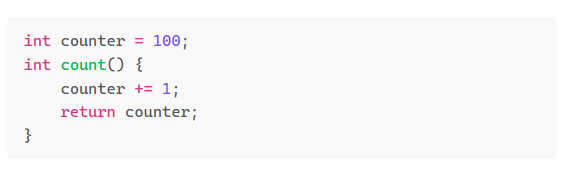 int counter = 100;
int count() {
    counter += 1;
    return counter;
}